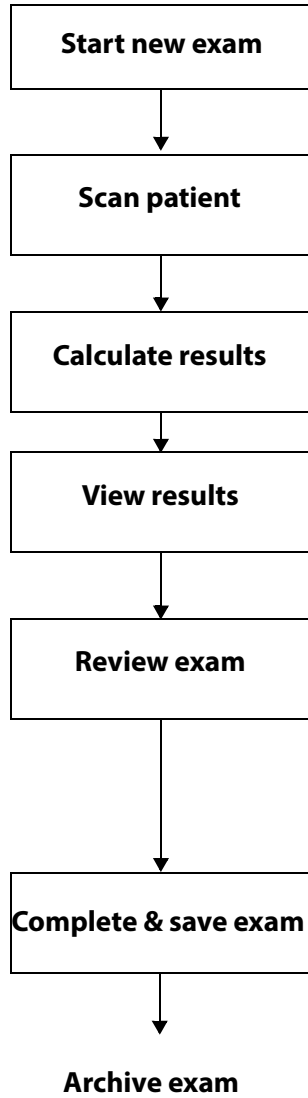 Start new exam
Scan patient
Calculate results
View results
Review exam
Complete & save exam
Archive exam